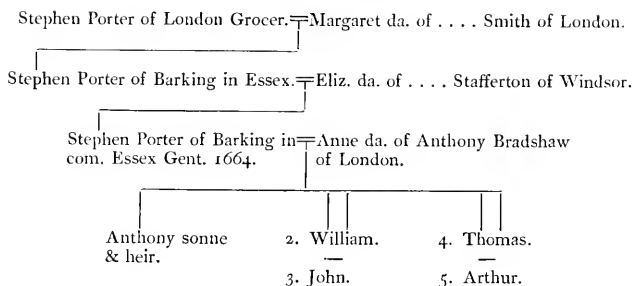 Stephen Porter of London Grocer.=Margaret da. of . . . . Smith of London.
Stephen Porter of Barking in Essex.=Eliz. da. of . . . . Stafferton of Windsor.
Stephen Porter of Barking in=Anne da. of Anthony Bradshaw
com. Essex Gent. 1664. of London.
Anthony sonne 2. William. 4. Thomas.
& heir.
3. John. 5. Arthur.